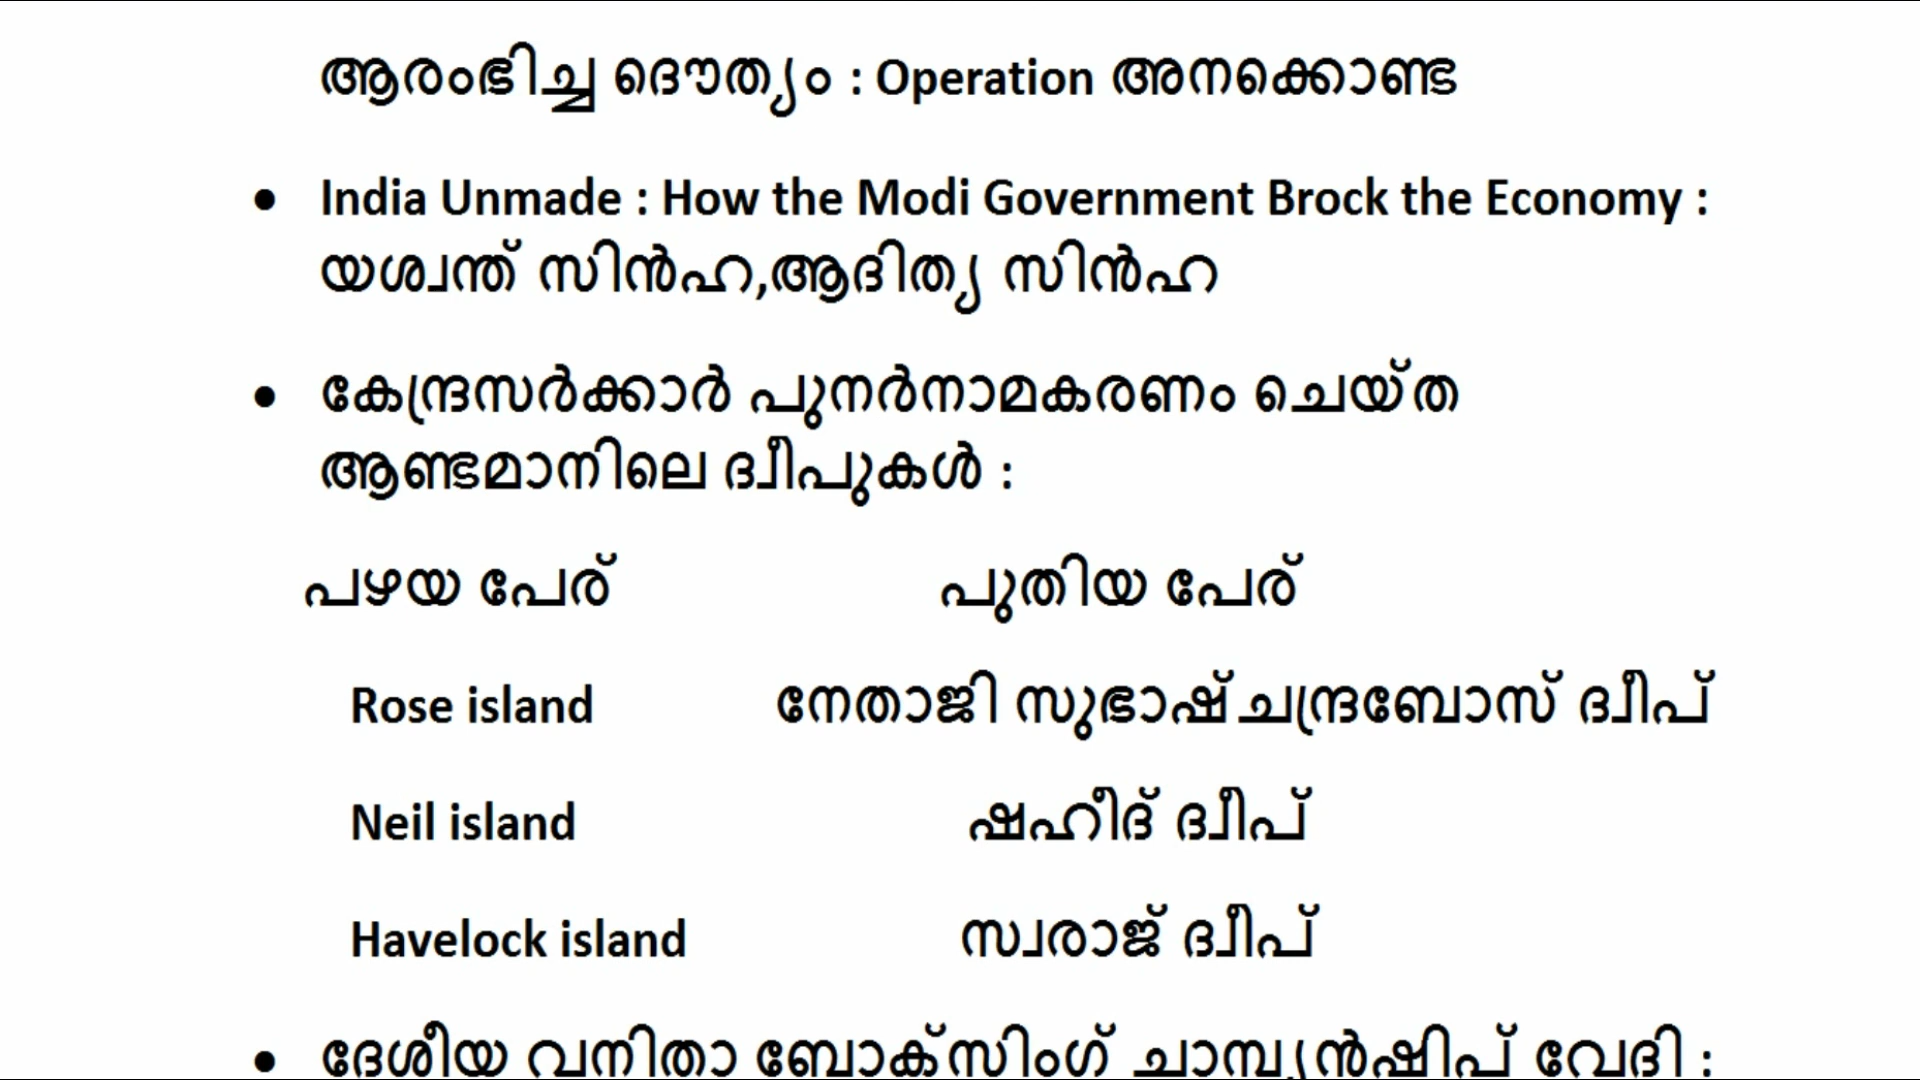 ആരംഭിച്ച ദൌത്യം : Operation അനക്കൊണ്ട
• India Unmade : How the Modi Government Brock the Economy :
യശ്വന്ത് സിൻഹ,ആദിത്യ സിൻഹ
• കേന്ദ്രസർക്കാർ പുനർനാമകരണം ചെയ്ത
ആണ്ടമാനിലെ ദ്വീപുകൾ :
പഴയ പേര് പുതിയ പേര്
Rose island നേതാജി സുഭാഷ്ചന്ദ്രബോസ് ദ്വീപ്
Neil island ഷഹീദ് ദ്വീപ്
Havelock island സ്വരാജ് ദ്വീപ്
• ദേശീയ വനിതാ ബോക്സിംഗ് ചാമ്പ്യൻഷിപ് വേദി :